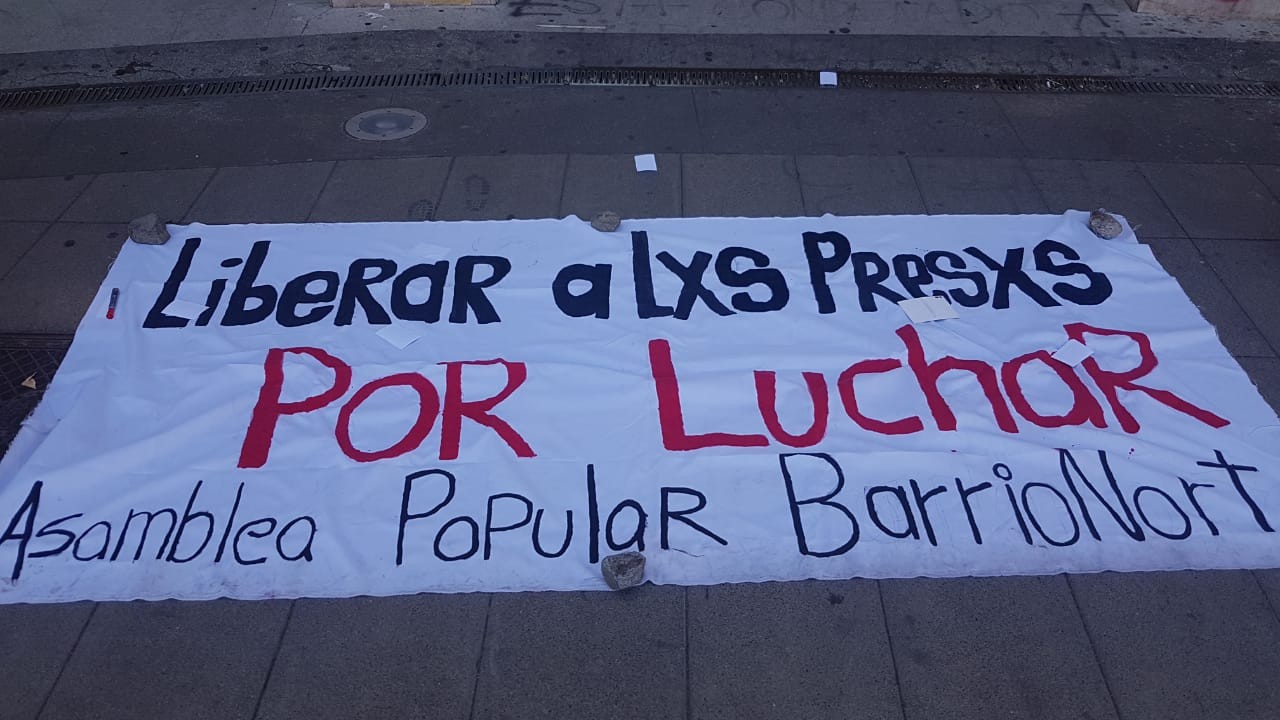 Liberar a lxs Presxs
Por Luchar
Asamblea Popular BarrioNort